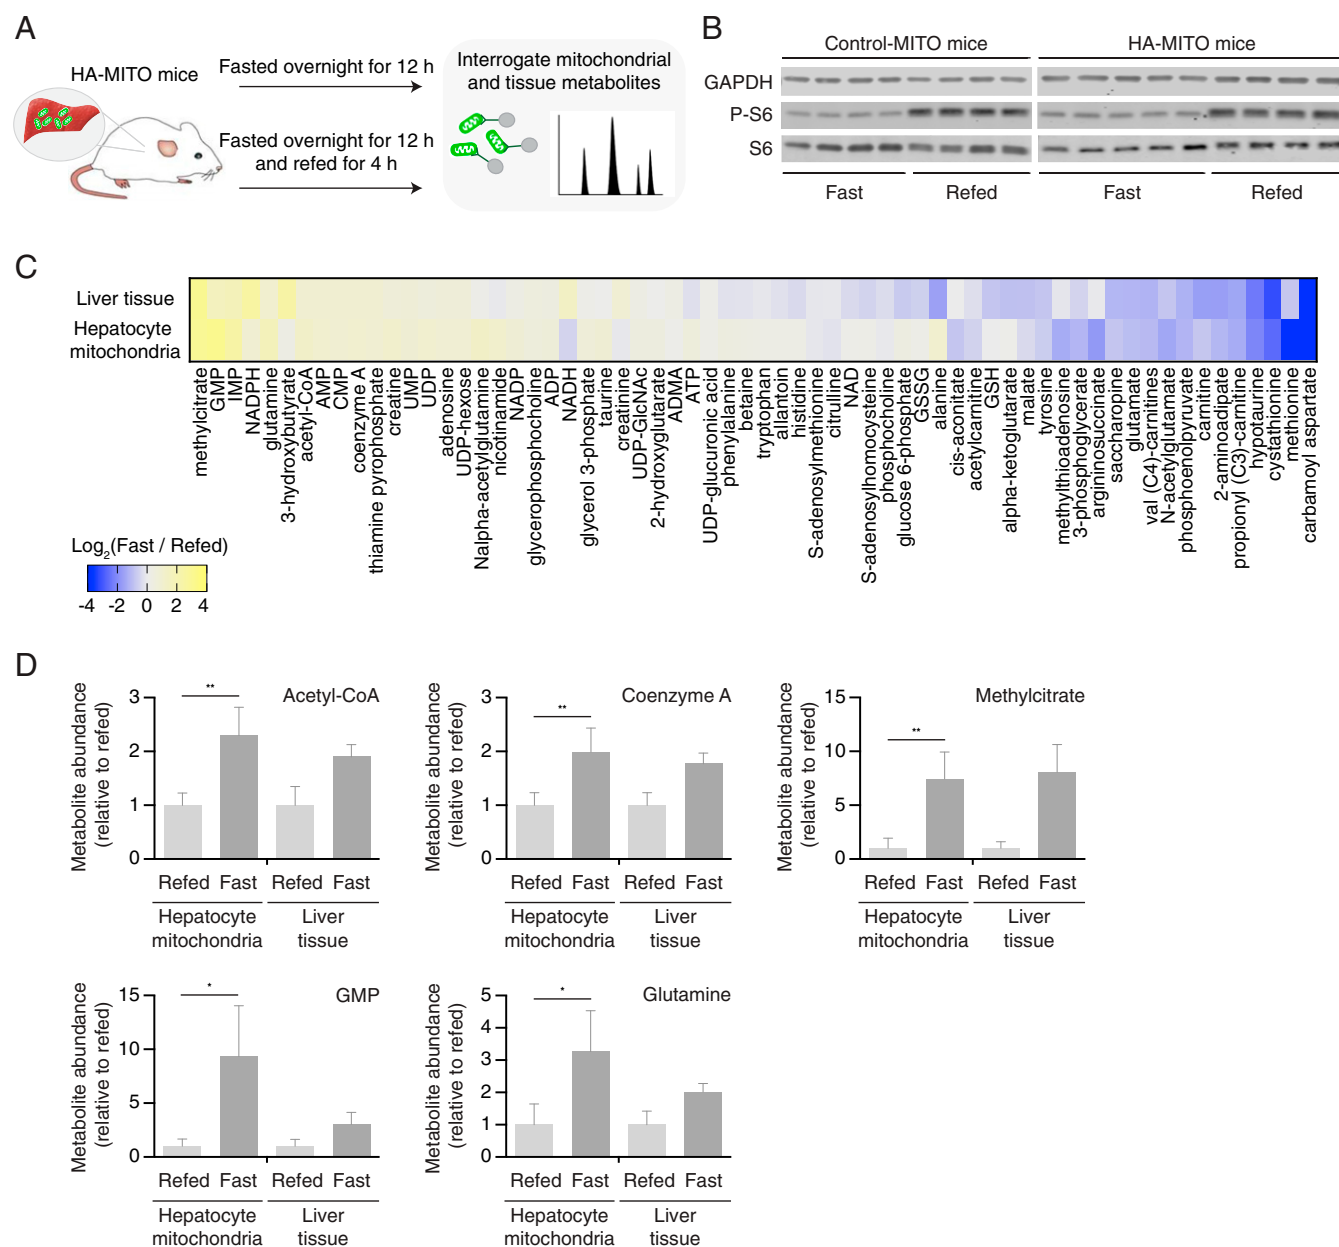 A
HA-MITO mice
Fasted overnight for 12 h
Fasted overnight for 12 h
and refed for 4 h
Interrogate mitochondrial
and tissue metabolites
B
Control-MITO mice
HA-MITO mice
GAPDH
P-S6
S6
Fast
Refed
Fast
Refed
C
Liver tissue
Hepatocyte
mitochondria
methylcitrate
GMP
IMP
NADPH
glutamine
3-hydroxybutyrate
acetyl-CoA
AMP
CMP
coenzyme A
thiamine pyrophosphate
creatine
UMP
UDP
adenosine
UDP-hexose
Nalpha-acetylglutamine
nicotinamide
NADP
glycerophosphocholine
ADP
NADH
glycerol 3-phosphate
taurine
creatinine
UDP-GlcNAc
2-hydroxyglutarate
ADMA
ATP
UDP-glucuronic acid
phenylalanine
betaine
tryptophan
allantoin
histidine
S-adenosylmethionine
citrulline
NAD
S-adenosylhomocysteine
phosphocholine
glucose 6-phosphate
GSSG
alanine
cis-aconitate
acetylcarnitine
GSH
alpha-ketoglutarate
malate
tyrosine
methylthioadenosine
3-phosphoglycerate
argininosuccinate
saccharopine
glutamate
val (C4)-carnitines
N-acetylglutamate
phosphoenolpyruvate
carnitine
2-aminoadipate
propionyl (C3)-carnitine
hypotaurine
cystathionine
methionine
carbamoyl aspartate
Log2(Fast / Refed)
-4 -2 0 2 4
D
Metabolite abundance
(relative to refed)
3
2
1
0
**
Acetyl-CoA
Refed Fast Refed Fast
Hepatocyte
mitochondria
Liver
tissue
Metabolite abundance
(relative to refed)
3
2
1
0
**
Coenzyme A
Refed Fast Refed Fast
Hepatocyte
mitochondria
Liver
tissue
Metabolite abundance
(relative to refed)
15
10
5
0
**
Methylcitrate
Refed Fast Refed Fast
Hepatocyte
mitochondria
Liver
tissue
Metabolite abundance
(relative to refed)
15
10
5
0
*
GMP
Refed Fast Refed Fast
Hepatocyte
mitochondria
Liver
tissue
Metabolite abundance
(relative to refed)
5
4
3
2
1
0
*
Glutamine
Refed Fast Refed Fast
Hepatocyte
mitochondria
Liver
tissue